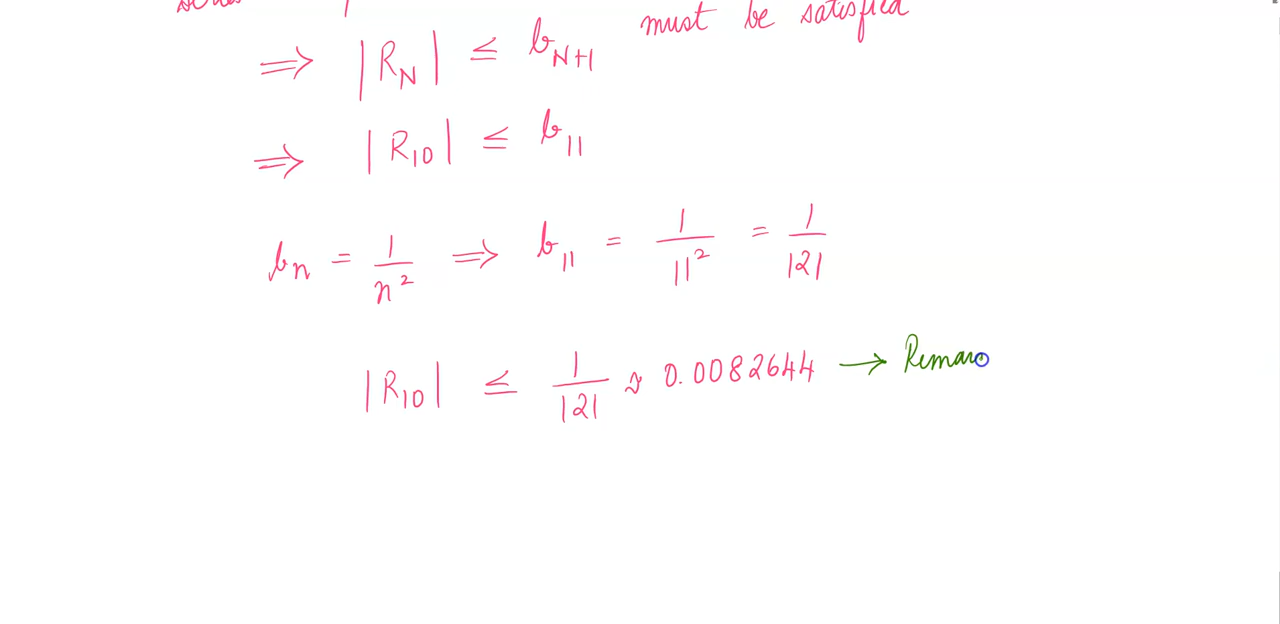 must be satisfied
⇒ |R_N| ≤ b_{N+1}
⇒ |R_10| ≤ b_11
b_n = 1/n² ⇒ b_11 = 1/11² = 1/121
|R_10| ≤ 1/121 ≈ 0.0082644 → Remar